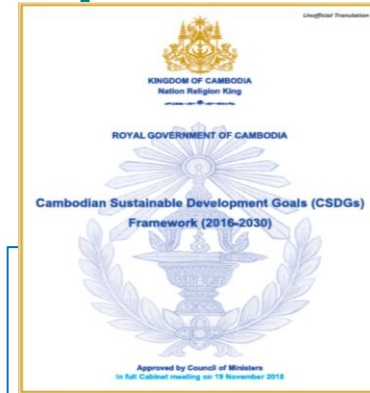 Unofficial Translation
KINGDOM OF CAMBODIA
Nation Religion King
ROYAL GOVERNMENT OF CAMBODIA
Cambodian Sustainable Development Goals (CSDGs)
Framework (2016-2030)
Approved by Council of Ministers
in full Cabinet meeting on 19 November 2018